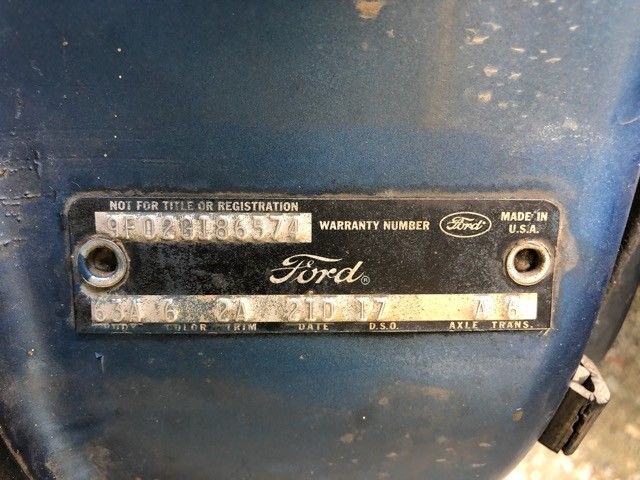 NOT FOR TITLE OR REGISTRATION
9F02G186574 WARRANTY NUMBER Ford MADE IN U.S.A.
Ford®
63A 6 2A 21D 17 A 6
BODY COLOR TRIM DATE D.S.O. AXLE TRANS.